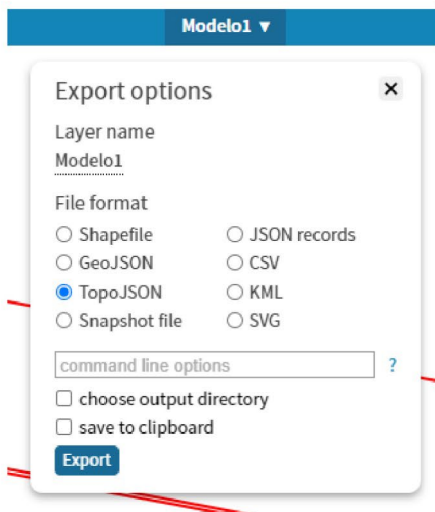 Modelo1 ▼
Export options
Layer name
Modelo1
File format
Shapefile
JSON records
GeoJSON
CSV
TopoJSON
KML
Snapshot file
SVG
command line options ?
choose output directory
save to clipboard
Export